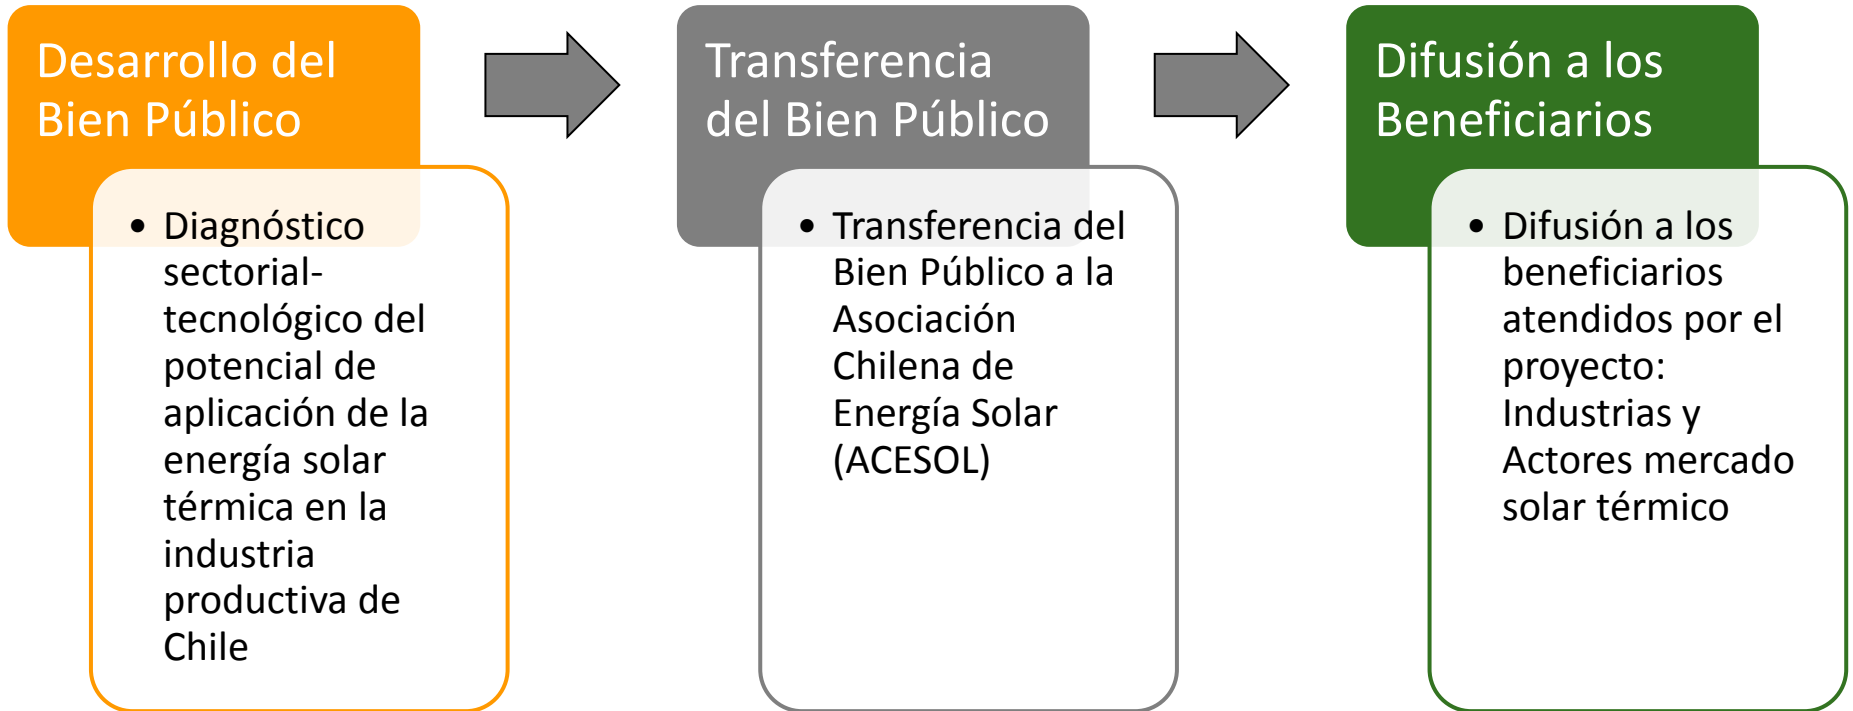 Desarrollo del
Bien Público
• Diagnóstico
sectorial-
tecnológico del
potencial de
aplicación de la
energía solar
térmica en la
industria
productiva de
Chile
Transferencia
del Bien Público
• Transferencia del
Bien Público a la
Asociación
Chilena de
Energía Solar
(ACESOL)
Difusión a los
Beneficiarios
• Difusión a los
beneficiarios
atendidos por el
proyecto:
Industrias y
Actores mercado
solar térmico